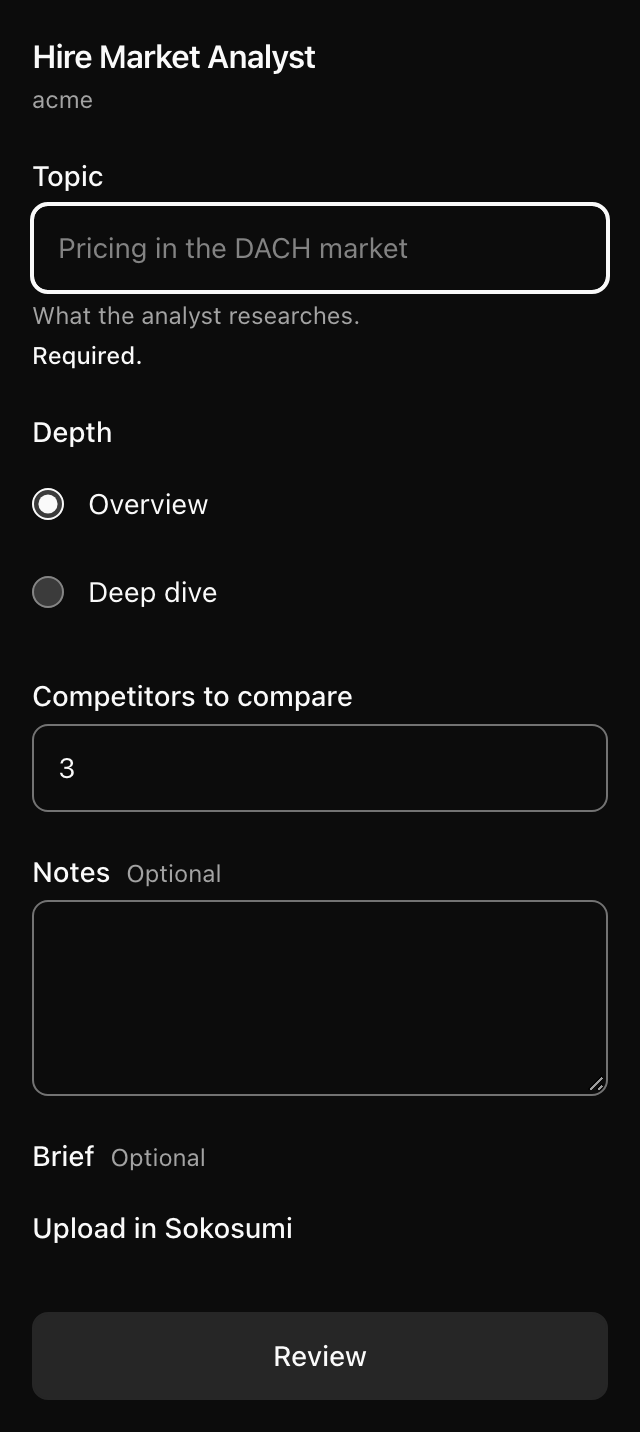 Hire Market Analyst
acme
Topic
Pricing in the DACH market
What the analyst researches.
Required.
Depth
Overview
Deep dive
Competitors to compare
3
Notes Optional
Brief Optional
Upload in Sokosumi
Review